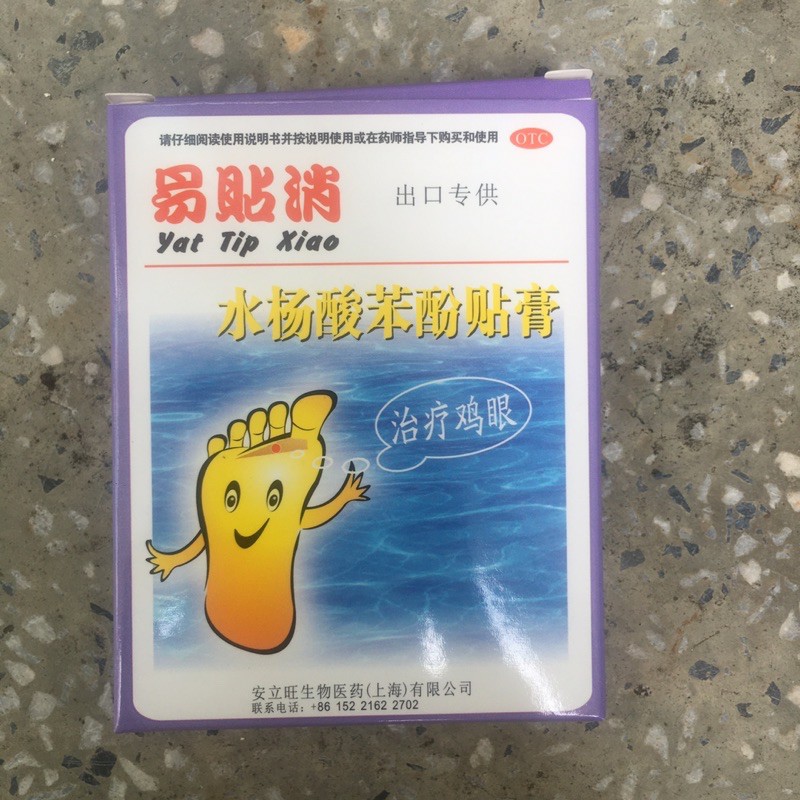 请仔细阅读使用说明书并按说明使用或在药师指导下购买和使用
OTC
易貼消
出口专供
Yat Tip Xiao
水杨酸苯酚贴膏
治疗鸡眼
安立旺生物医药(上海)有限公司
联系电话：+86 152 2162 2702